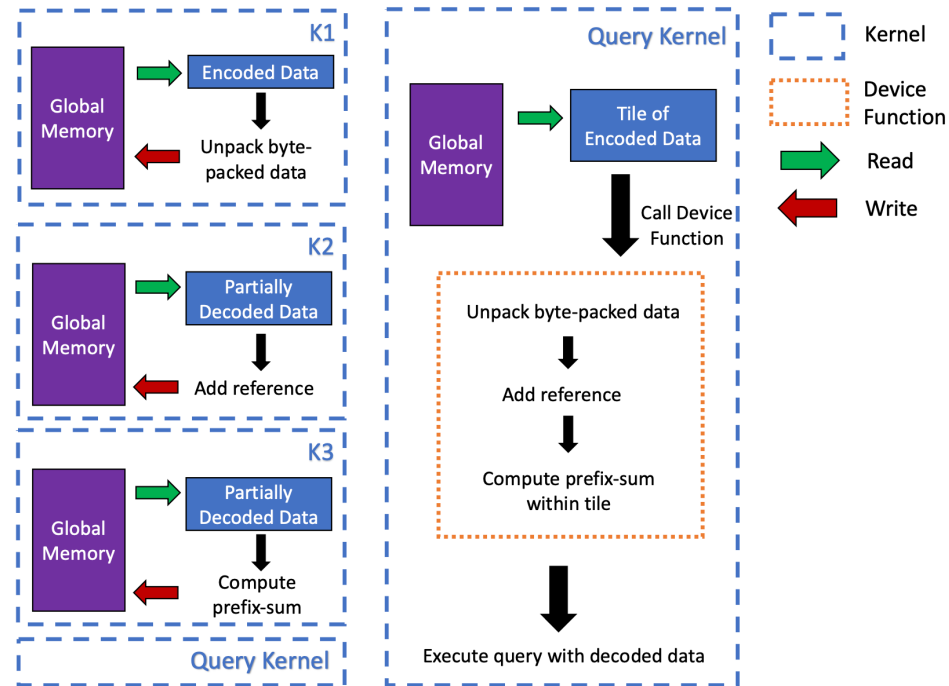 K1
Global
Memory
Encoded Data
Unpack byte-
packed data
K2
Global
Memory
Partially
Decoded Data
Add reference
K3
Global
Memory
Partially
Decoded Data
Compute
prefix-sum
Query Kernel
Query Kernel
Global
Memory
Tile of
Encoded Data
Call Device
Function
Unpack byte-packed data
Add reference
Compute prefix-sum
within tile
Execute query with decoded data
Kernel
Device
Function
Read
Write